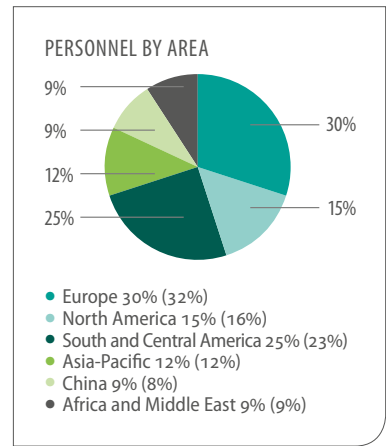 PERSONNEL BY AREA
9%
30%
9%
12%
15%
25%
• Europe 30% (32%)
• North America 15% (16%)
• South and Central America 25% (23%)
• Asia-Pacific 12% (12%)
• China 9% (8%)
• Africa and Middle East 9% (9%)